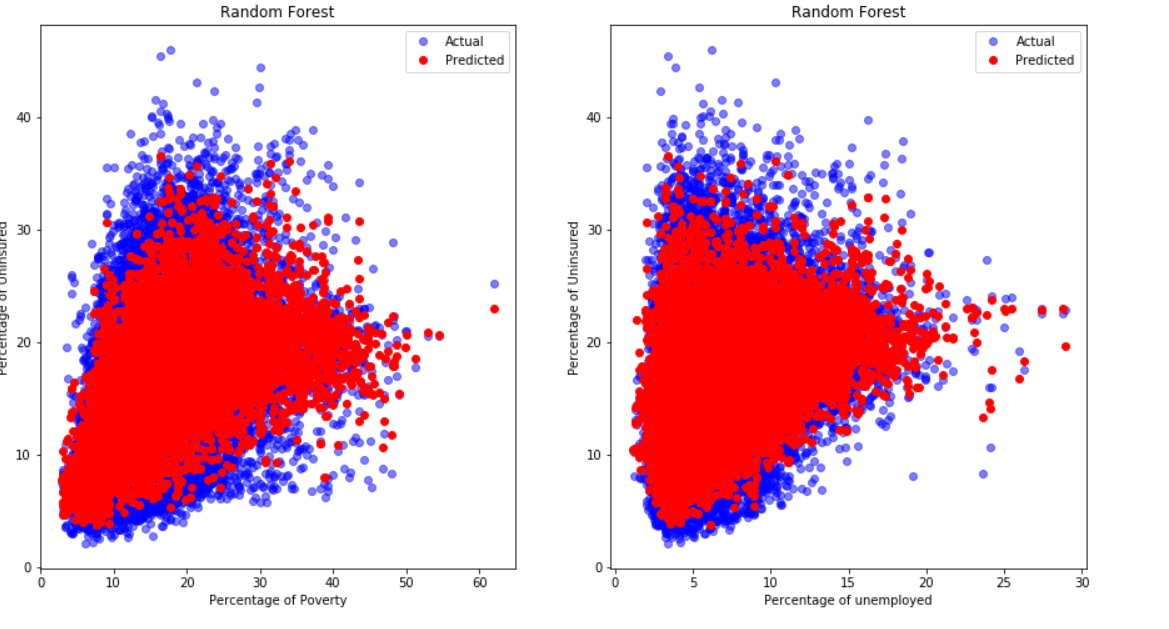 Random Forest
Actual
Predicted
40
30
20
10
0
Percentage of Uninsured
0 10 20 30 40 50 60
Percentage of Poverty
Random Forest
Actual
Predicted
40
30
20
10
0
Percentage of Uninsured
0 5 10 15 20 25 30
Percentage of unemployed